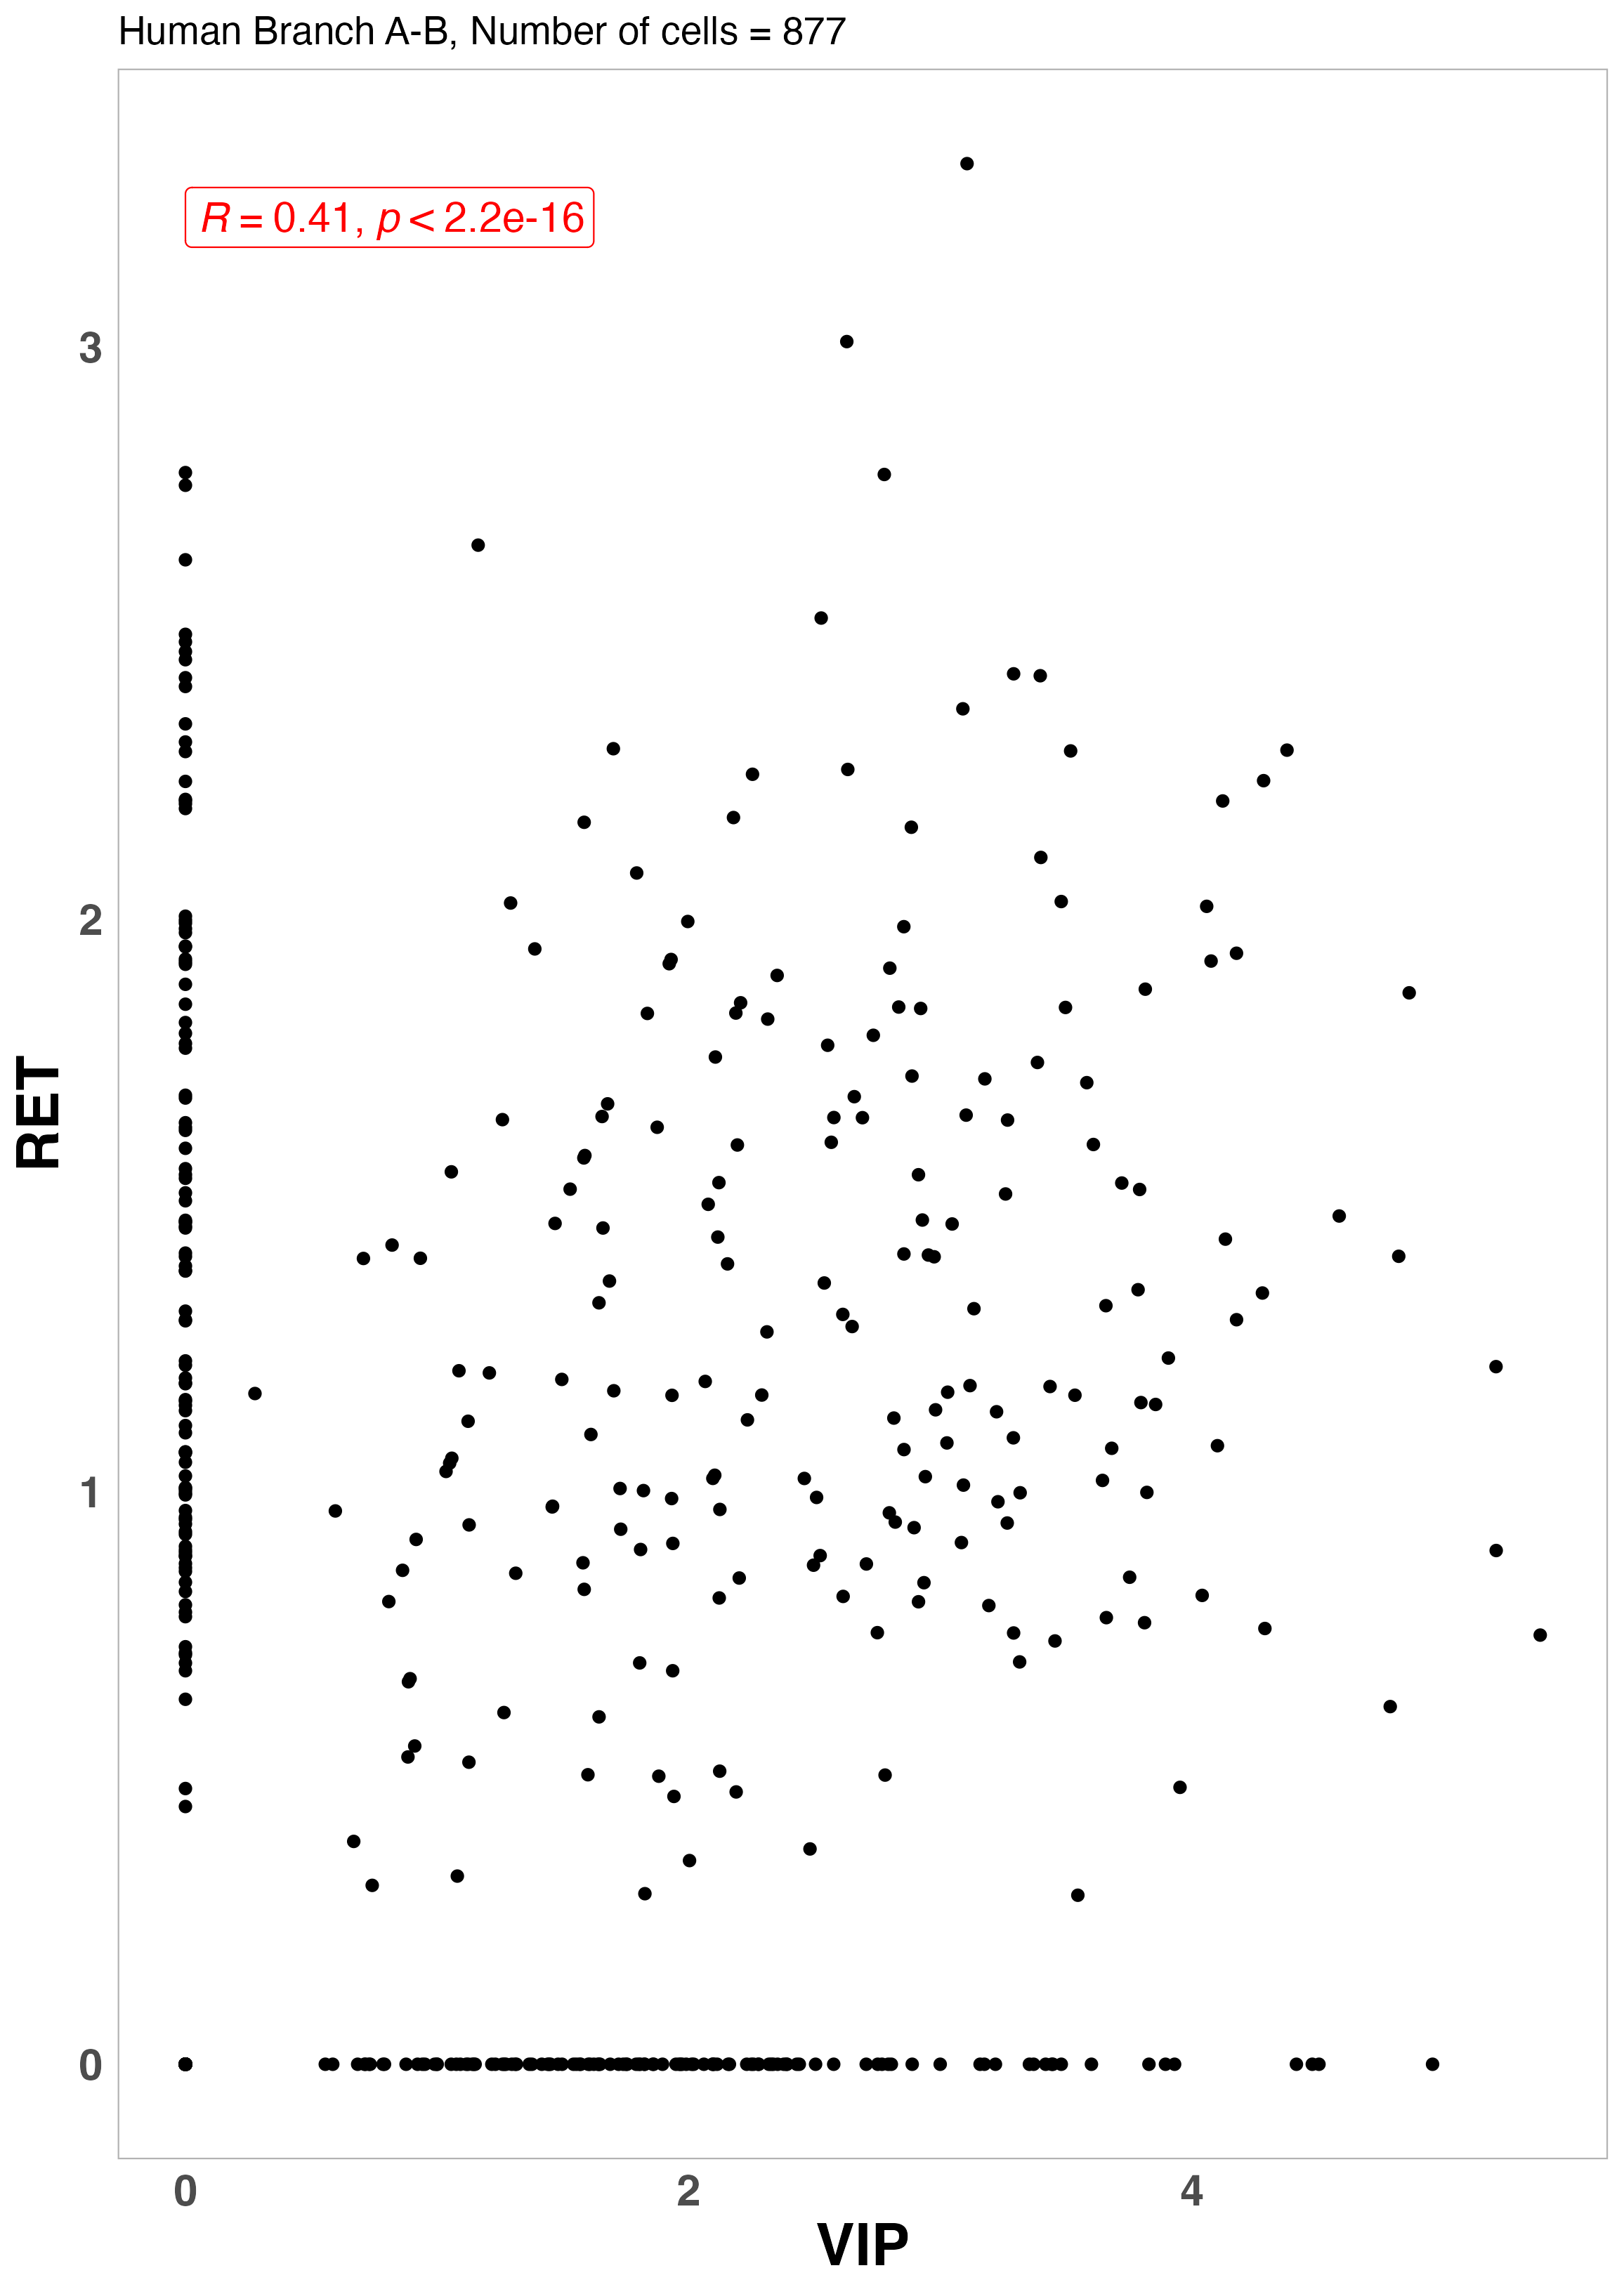 Human Branch A-B, Number of cells = 877
R = 0.41, p < 2.2e-16
3
2
1
0
RET
0 2 4
VIP